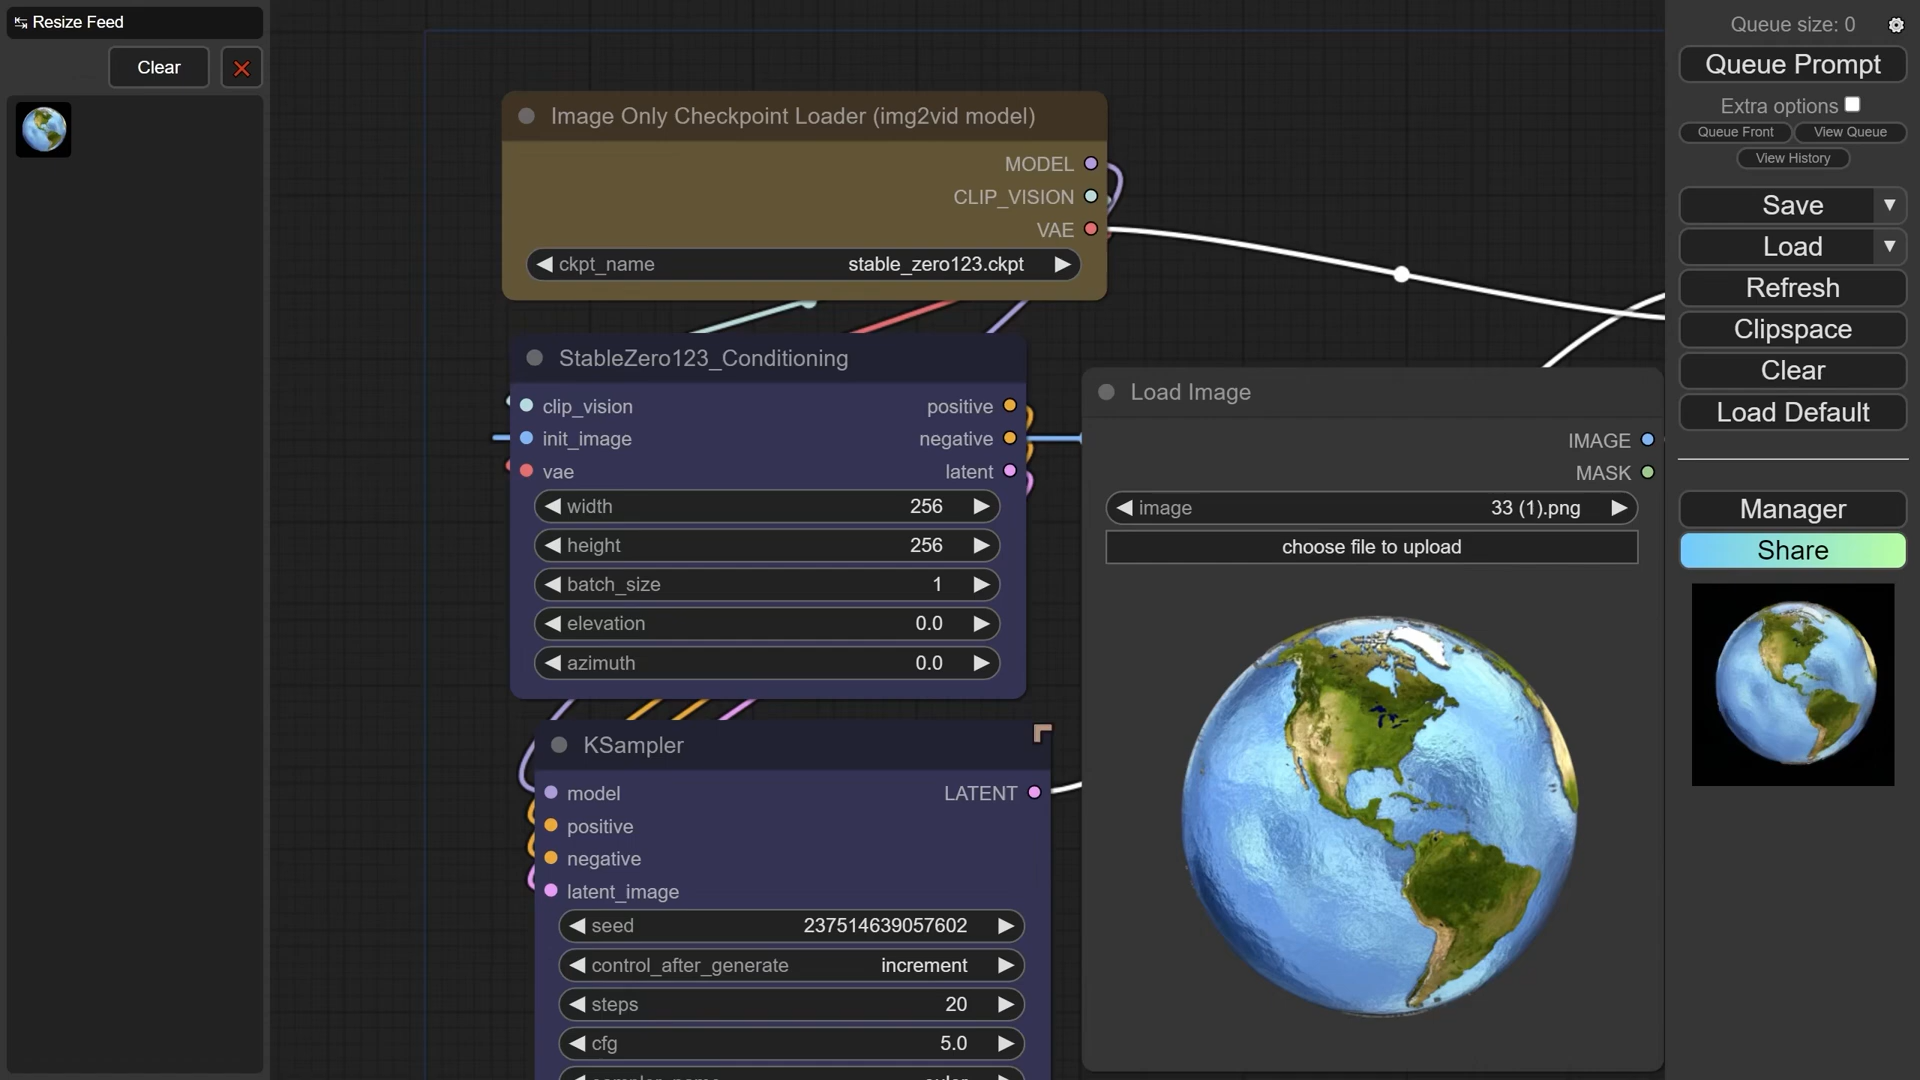 Resize Feed
Clear
Image Only Checkpoint Loader (img2vid model)
MODEL
CLIP_VISION
VAE
ckpt_name stable_zero123.ckpt
StableZero123_Conditioning
clip_vision positive
init_image negative
vae latent
width 256
height 256
batch_size 1
elevation 0.0
azimuth 0.0
KSampler
model LATENT
positive
negative
latent_image
seed 237514639057602
control_after_generate increment
steps 20
cfg 5.0
Load Image
IMAGE
MASK
image 33 (1).png
choose file to upload
Queue size: 0
Queue Prompt
Extra options
Queue Front View Queue
View History
Save
Load
Refresh
Clipspace
Clear
Load Default
Manager
Share